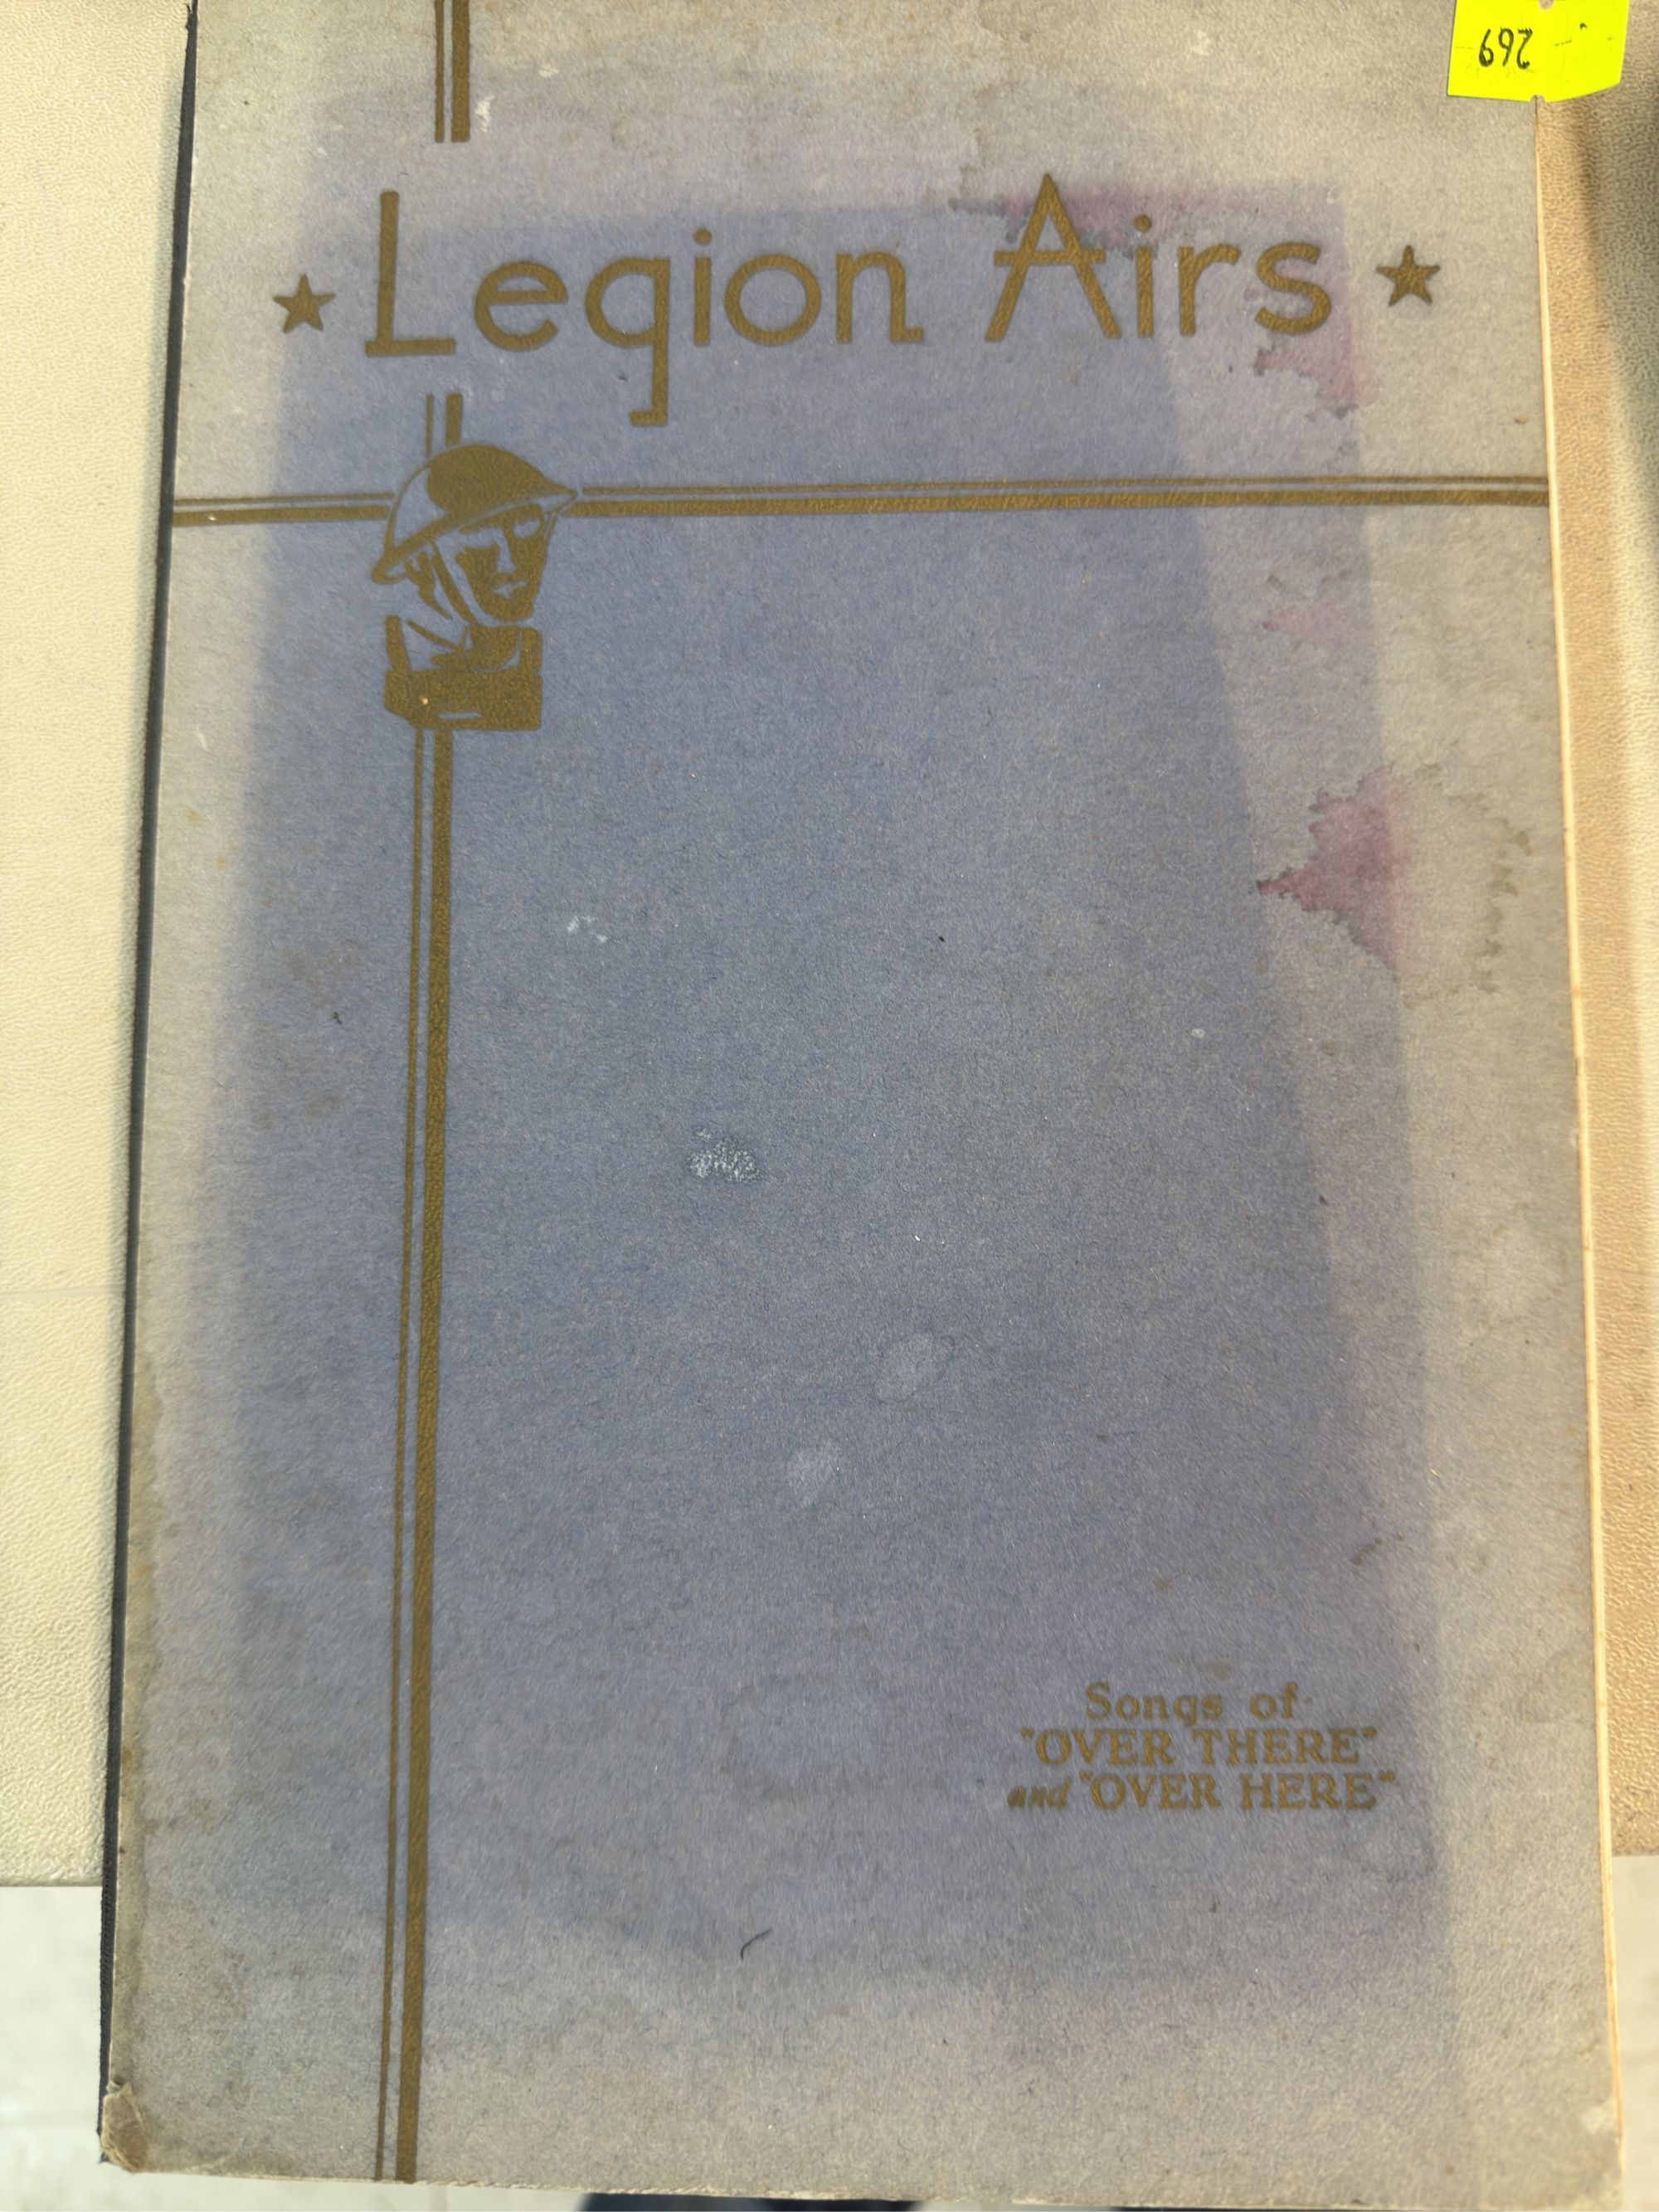 269
★ Legion Airs ★
Songs of
"OVER THERE"
and "OVER HERE"